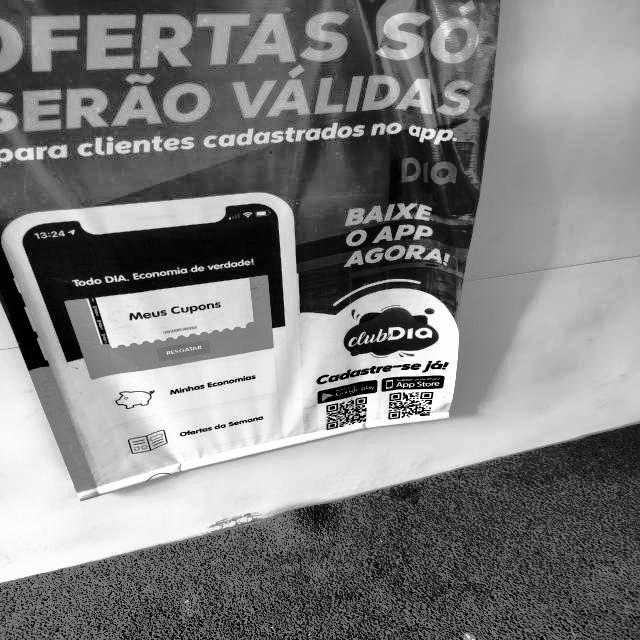 OFERTAS SÓ
SERÃO VÁLIDAS
para clientes cadastrados no app.
Dia
BAIXE
O APP
AGORA!
13:24
Todo DIA. Economia de verdade!
Meus Cupons
RESGATAR
Minhas Economias
Ofertas da Semana
clubDia
Cadastre-se já!
Google play
App Store